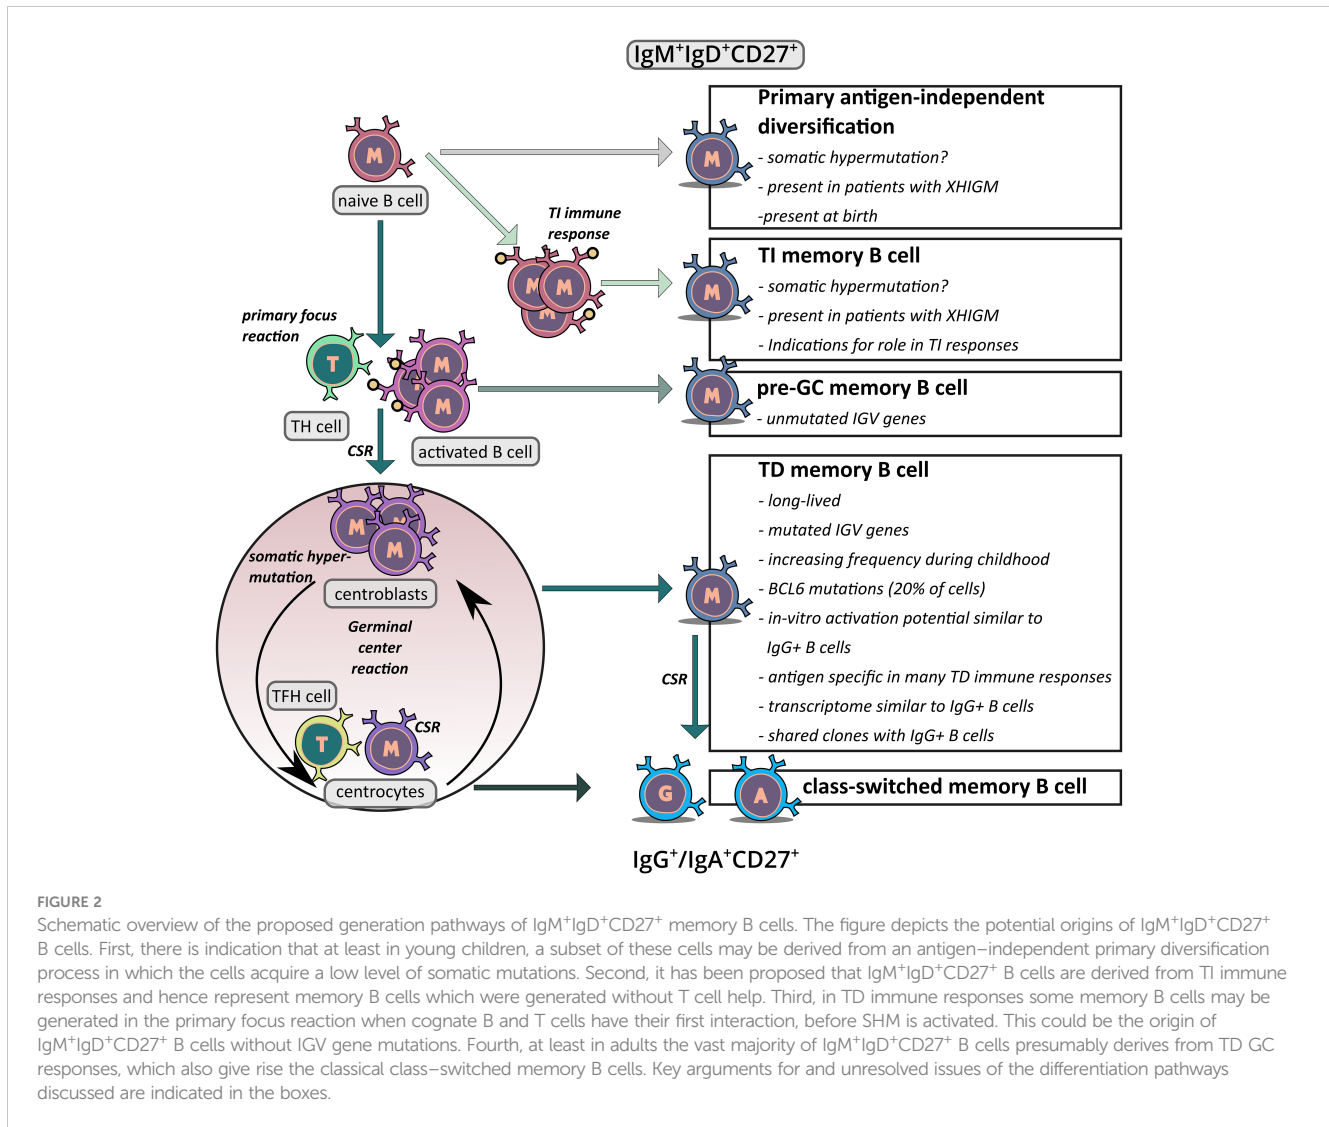 IgM⁺IgD⁺CD27⁺
Primary antigen-independent
diversification
- somatic hypermutation?
- present in patients with XHIGM
-present at birth
M
M
naive B cell
TI immune
response
M
M
M
TI memory B cell
- somatic hypermutation?
- present in patients with XHIGM
- Indications for role in TI responses
M
primary focus
reaction
T
TH cell
M
M
activated B cell
CSR
pre-GC memory B cell
- unmutated IGV genes
M
TD memory B cell
- long-lived
- mutated IGV genes
- increasing frequency during childhood
- BCL6 mutations (20% of cells)
- in-vitro activation potential similar to
IgG+ B cells
- antigen specific in many TD immune responses
- transcriptome similar to IgG+ B cells
- shared clones with IgG+ B cells
M
CSR
M
M
M
somatic hyper-
mutation
centroblasts
Germinal
center
reaction
TFH cell
T
M
CSR
centrocytes
G
A
class-switched memory B cell
IgG⁺/IgA⁺CD27⁺
FIGURE 2
Schematic overview of the proposed generation pathways of IgM⁺IgD⁺CD27⁺ memory B cells. The figure depicts the potential origins of IgM⁺IgD⁺CD27⁺
B cells. First, there is indication that at least in young children, a subset of these cells may be derived from an antigen–independent primary diversification
process in which the cells acquire a low level of somatic mutations. Second, it has been proposed that IgM⁺IgD⁺CD27⁺ B cells are derived from TI immune
responses and hence represent memory B cells which were generated without T cell help. Third, in TD immune responses some memory B cells may be
generated in the primary focus reaction when cognate B and T cells have their first interaction, before SHM is activated. This could be the origin of
IgM⁺IgD⁺CD27⁺ B cells without IGV gene mutations. Fourth, at least in adults the vast majority of IgM⁺IgD⁺CD27⁺ B cells presumably derives from TD GC
responses, which also give rise the classical class–switched memory B cells. Key arguments for and unresolved issues of the differentiation pathways
discussed are indicated in the boxes.